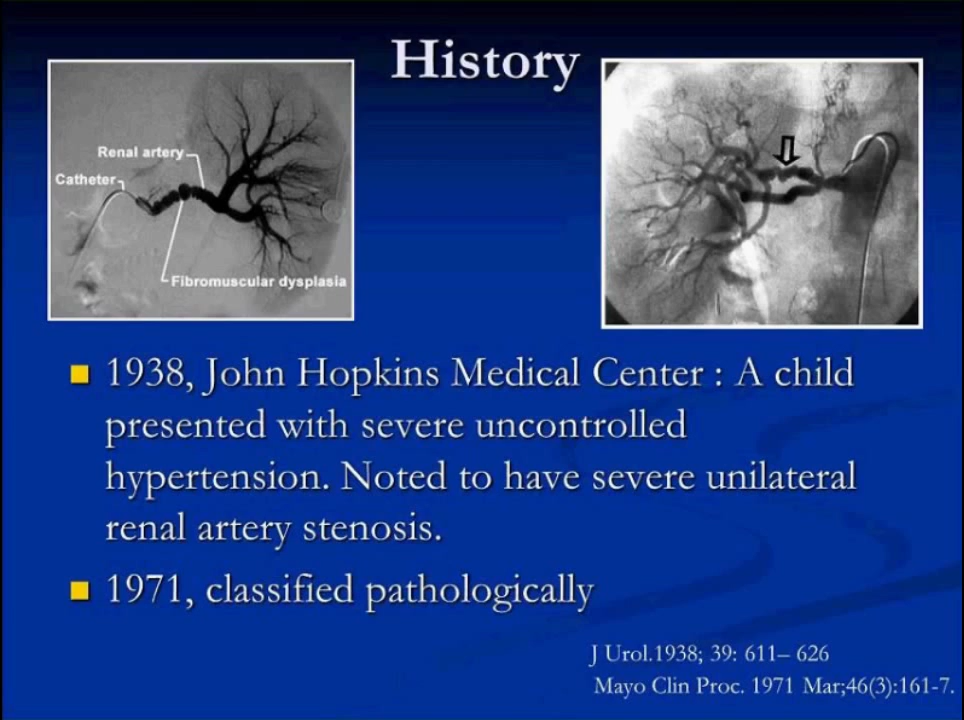 History
Renal artery
Catheter
Fibromuscular dysplasia
1938, John Hopkins Medical Center : A child
presented with severe uncontrolled
hypertension. Noted to have severe unilateral
renal artery stenosis.
1971, classified pathologically
J Urol.1938; 39: 611– 626
Mayo Clin Proc. 1971 Mar;46(3):161-7.